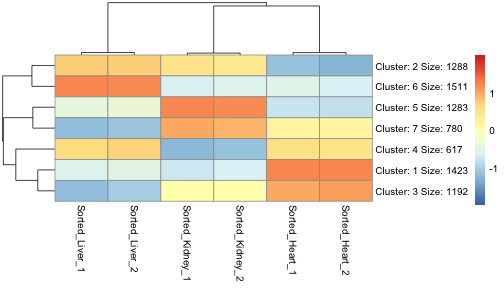 Cluster: 2 Size: 1288
Cluster: 6 Size: 1511
Cluster: 5 Size: 1283
Cluster: 7 Size: 780
Cluster: 4 Size: 617
Cluster: 1 Size: 1423
Cluster: 3 Size: 1192
1
0
-1
Sorted_Liver_1
Sorted_Liver_2
Sorted_Kidney_1
Sorted_Kidney_2
Sorted_Heart_1
Sorted_Heart_2